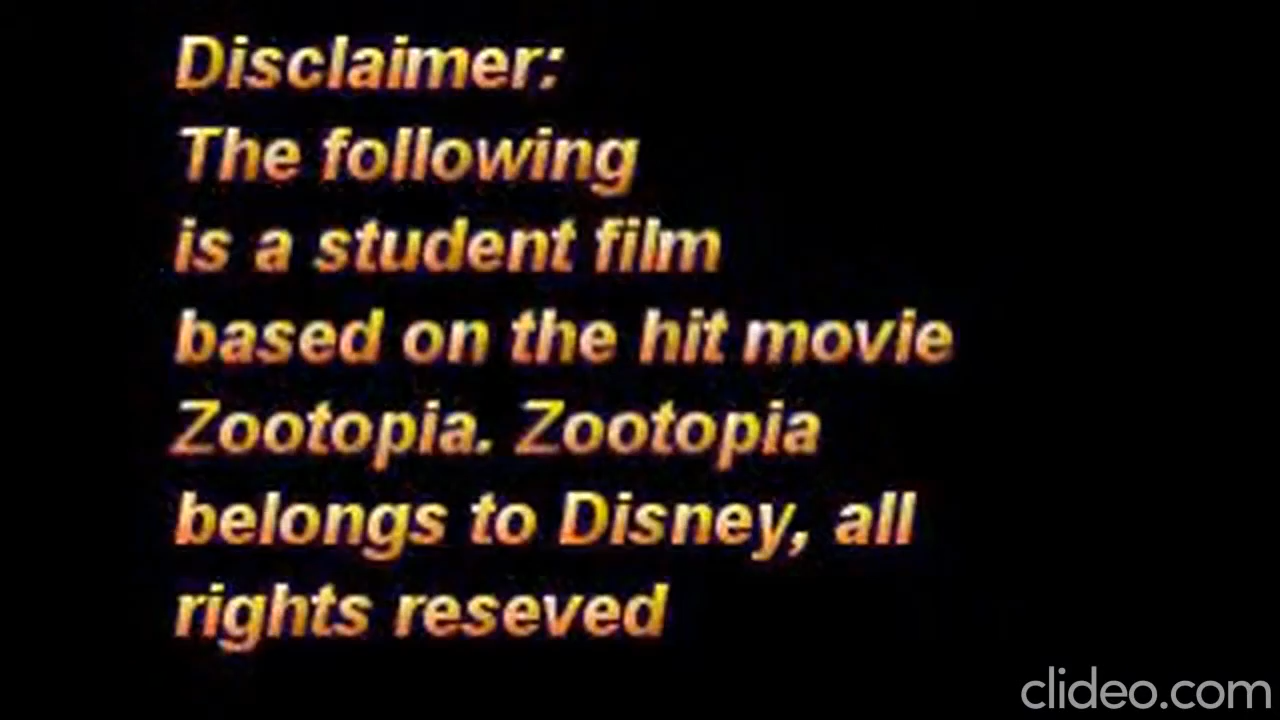 Disclaimer:
The following
is a student film
based on the hit movie
Zootopia. Zootopia
belongs to Disney, all
rights reseved
clideo.com